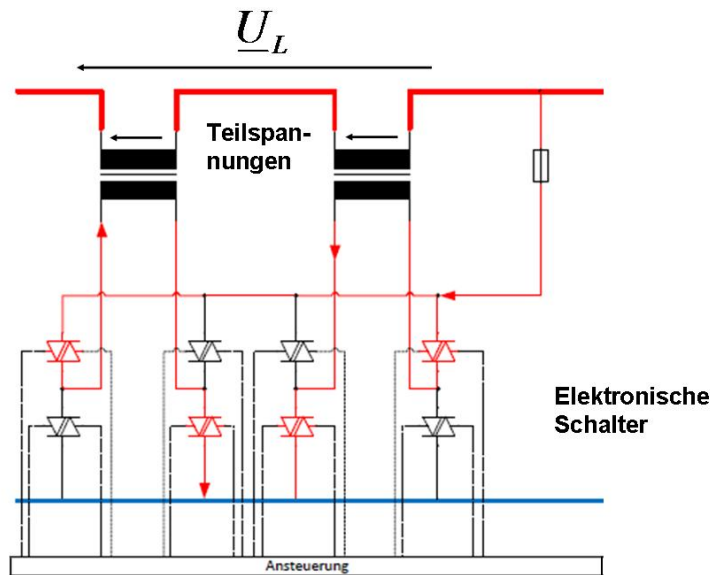 U_L
Teilspan-
nungen
Elektronische
Schalter
Ansteuerung